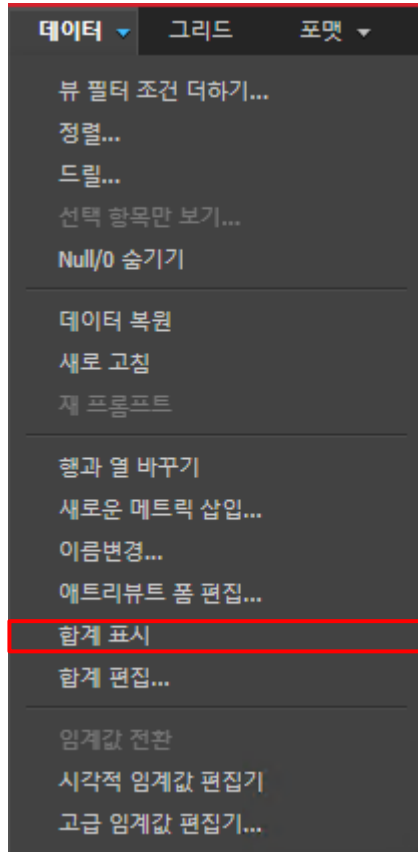 데이터 그리드 포맷
뷰 필터 조건 더하기...
정렬...
드릴...
선택 항목만 보기...
Null/0 숨기기
데이터 복원
새로 고침
재 프롬프트
행과 열 바꾸기
새로운 메트릭 삽입...
이름변경...
애트리뷰트 폼 편집...
합계 표시
합계 편집...
임계값 전환
시각적 임계값 편집기
고급 임계값 편집기...